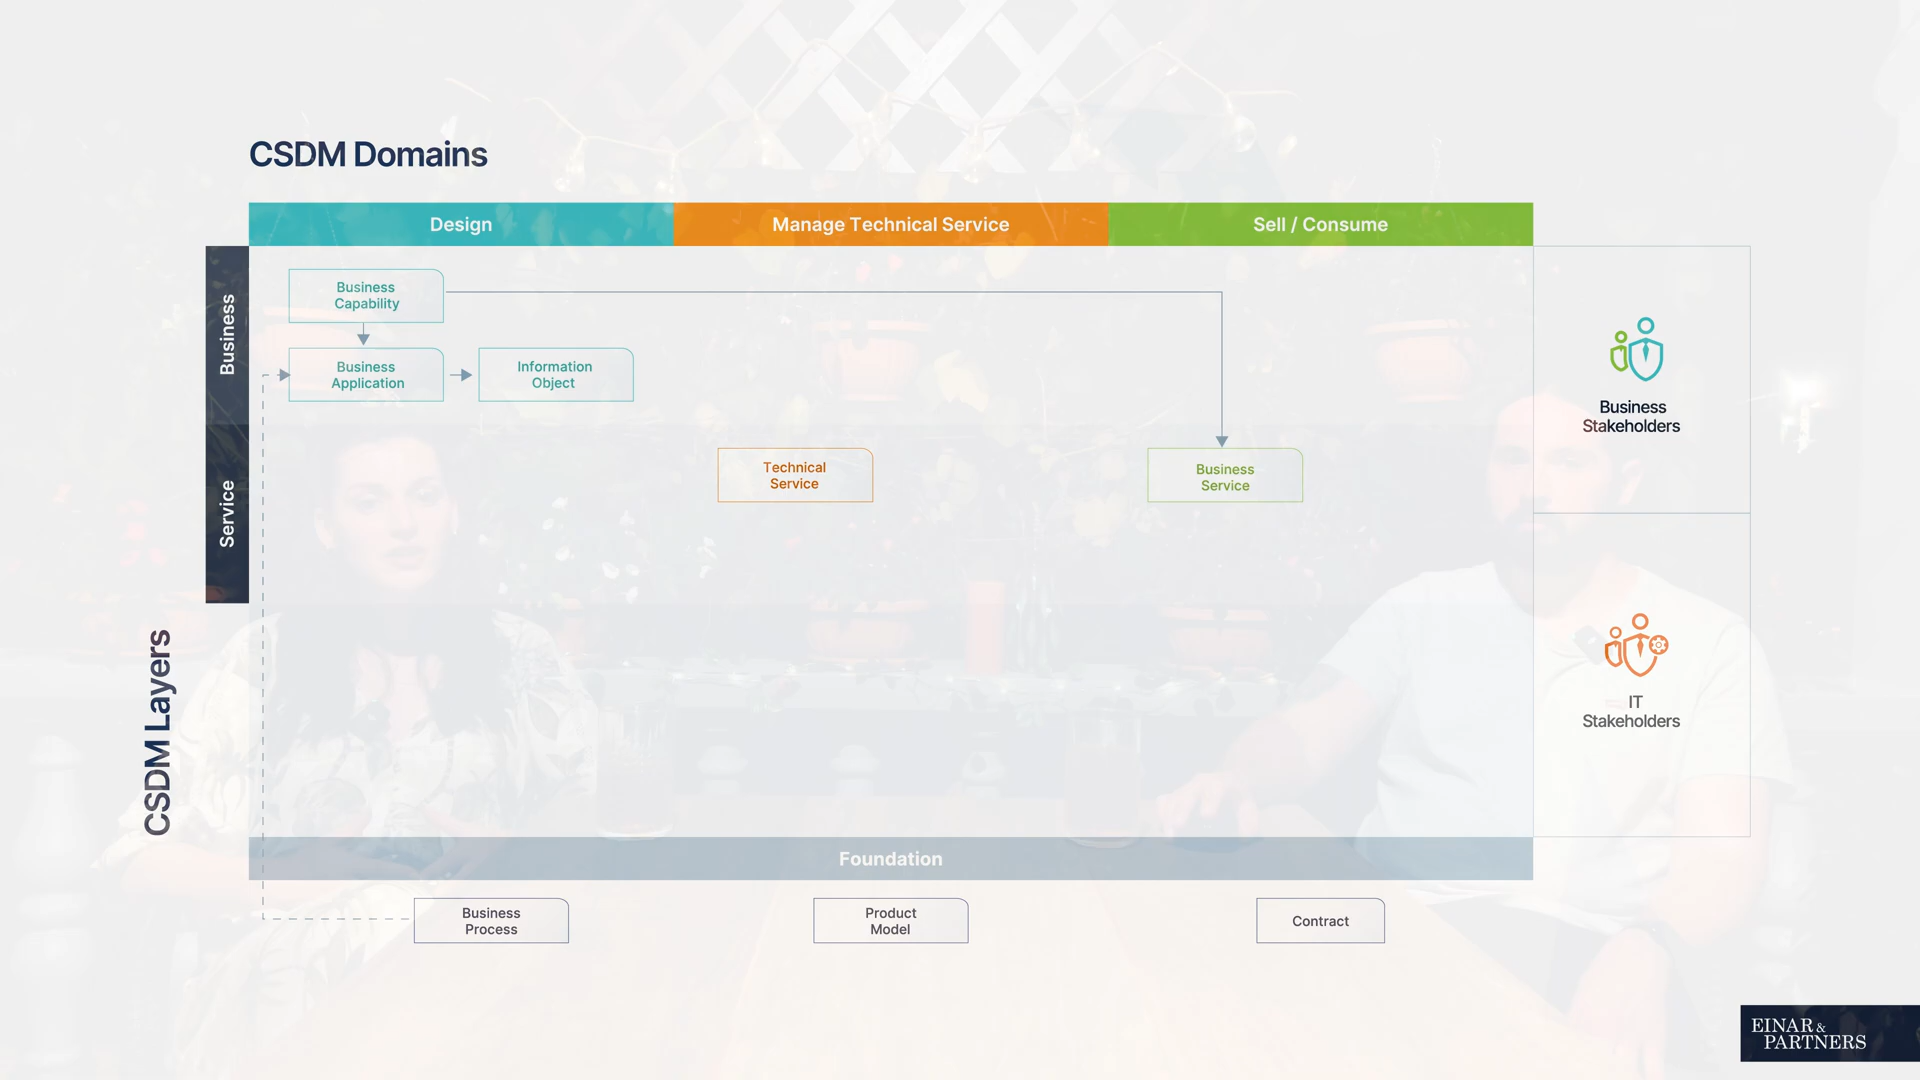 CSDM Domains
Design
Manage Technical Service
Sell / Consume
Business
Business
Capability
Business
Application
Information
Object
Business
Stakeholders
Service
Technical
Service
Business
Service
CSDM Layers
IT
Stakeholders
Foundation
Business
Process
Product
Model
Contract
EINAR &
PARTNERS